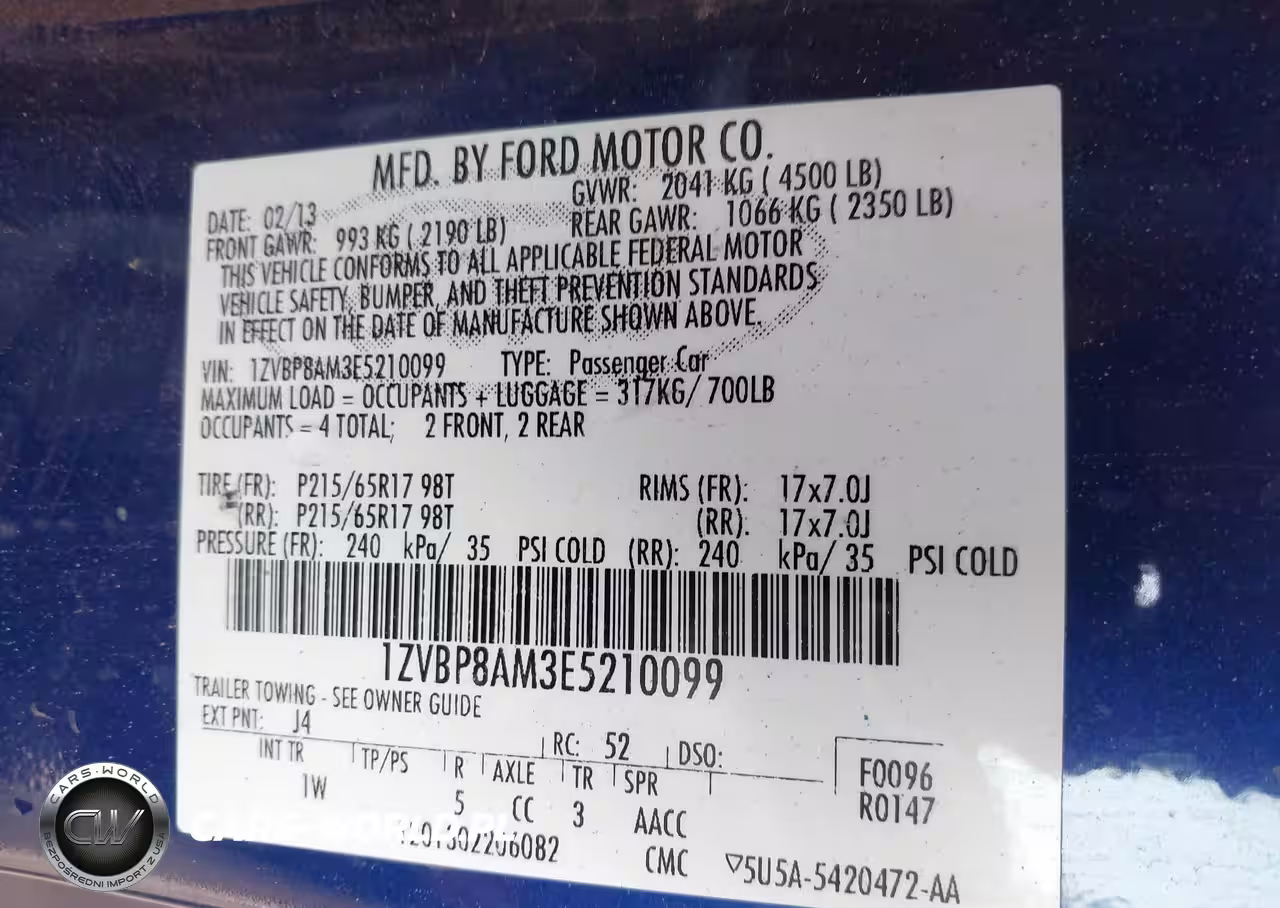 MFD. BY FORD MOTOR CO.
DATE: 02/13 GVWR: 2041 KG ( 4500 LB)
FRONT GAWR: 993 KG ( 2190 LB) REAR GAWR: 1066 KG ( 2350 LB)
THIS VEHICLE CONFORMS TO ALL APPLICABLE FEDERAL MOTOR
VEHICLE SAFETY, BUMPER, AND THEFT PREVENTION STANDARDS
IN EFFECT ON THE DATE OF MANUFACTURE SHOWN ABOVE.
VIN: 1ZVBP8AM3E5210099 TYPE: Passenger Car
MAXIMUM LOAD = OCCUPANTS + LUGGAGE = 317KG/ 700LB
OCCUPANTS = 4 TOTAL; 2 FRONT, 2 REAR
TIRE (FR): P215/65R17 98T RIMS (FR): 17x7.0J
(RR): P215/65R17 98T (RR). 17x7.0J
PRESSURE (FR): 240 kPa/ 35 PSI COLD (RR): 240 kPa/ 35 PSI COLD
1ZVBP8AM3E5210099
TRAILER TOWING - SEE OWNER GUIDE
EXT PNT: J4 RC: 52 DSO:
INT TR TP/PS R AXLE TR SPR F0096
1W 5 CC 3 AACC R0147
CMC ▽5U5A-5420472-AA
CARS-WORLD
CW
BEZPOŚREDNI IMPORT Z USA